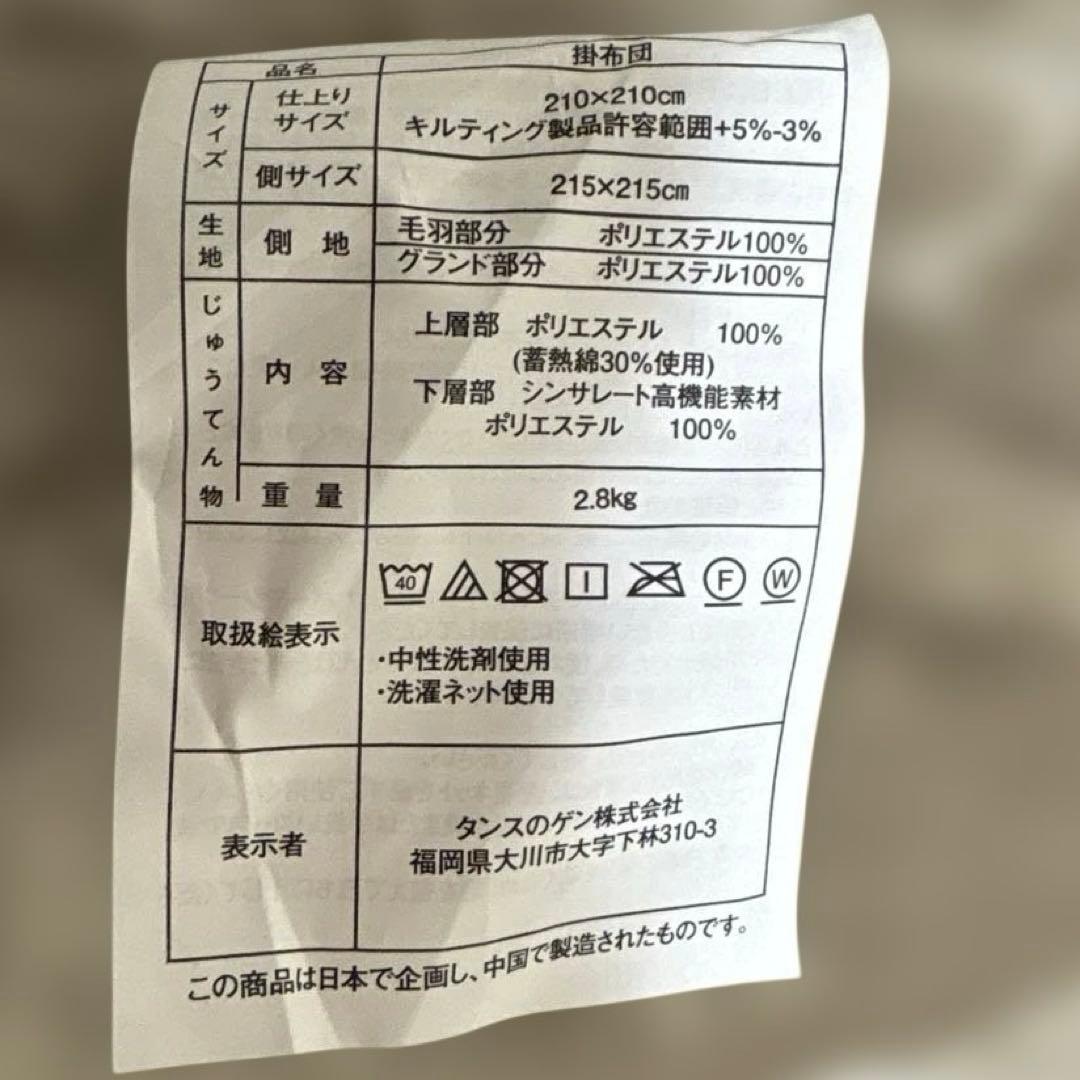 品名 掛布団
サイズ 仕上りサイズ 210×210cm
キルティング製品許容範囲+5%-3%
側サイズ 215×215cm
生地 側 地 毛羽部分 ポリエステル100%
グランド部分 ポリエステル100%
じゅうてん物 内 容 上層部 ポリエステル 100%
(蓄熱綿30%使用)
下層部 シンサレート高機能素材
ポリエステル 100%
重 量 2.8kg
取扱絵表示 40 I F W
・中性洗剤使用
・洗濯ネット使用
表示者 タンスのゲン株式会社
福岡県大川市大字下林310-3
この商品は日本で企画し、中国で製造されたものです。